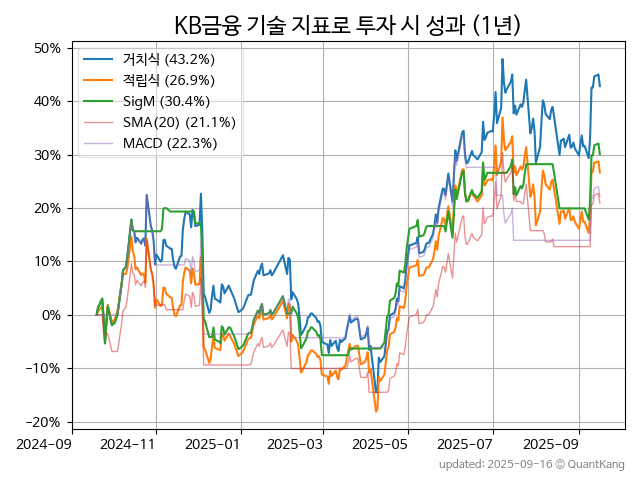 KB금융 기술 지표로 투자 시 성과 (1년)
50%
40%
30%
20%
10%
0%
−10%
−20%
거치식 (43.2%)
적립식 (26.9%)
SigM (30.4%)
SMA(20) (21.1%)
MACD (22.3%)
2024-09
2024-11
2025-01
2025-03
2025-05
2025-07
2025-09
updated: 2025-09-16 © QuantKang